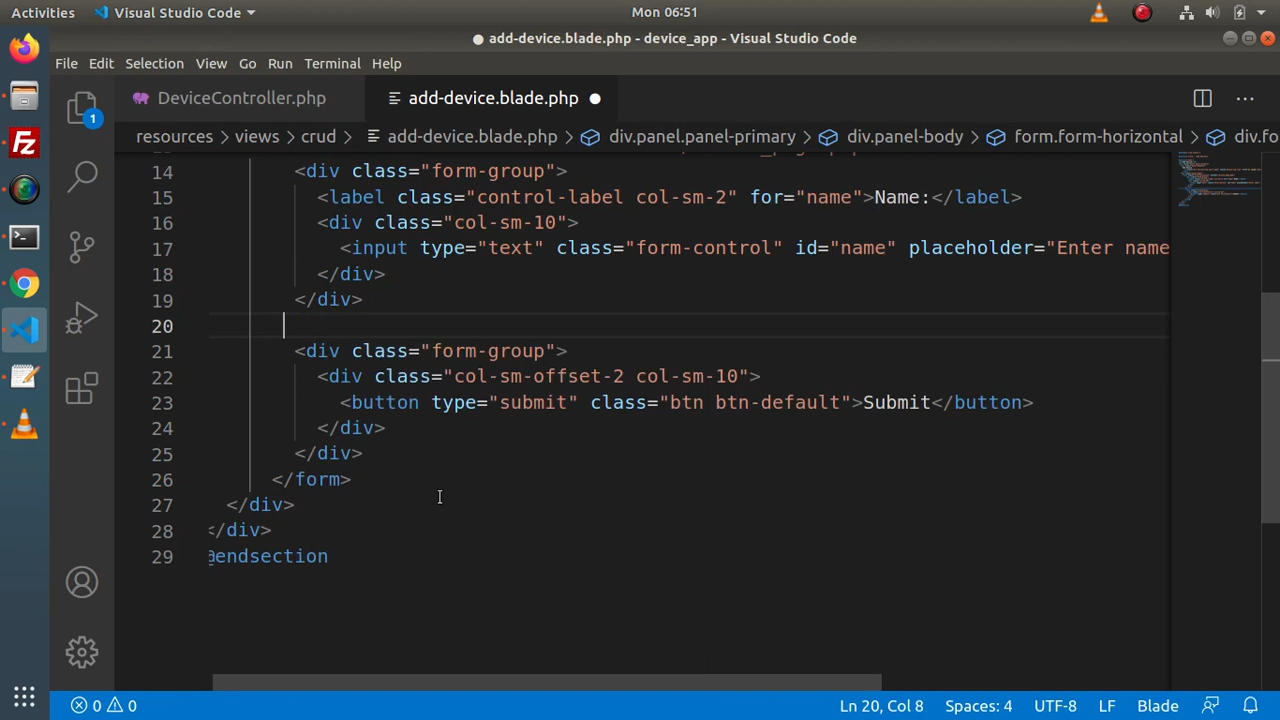 Activities Visual Studio Code Mon 06:51
add-device.blade.php - device_app - Visual Studio Code
File Edit Selection View Go Run Terminal Help
1
DeviceController.php add-device.blade.php
resources views crud add-device.blade.php div.panel.panel-primary div.panel-body form.form-horizontal div.fo
14 <div class="form-group">
15 <label class="control-label col-sm-2" for="name">Name:</label>
16 <div class="col-sm-10">
17 <input type="text" class="form-control" id="name" placeholder="Enter name
18 </div>
19 </div>
20
21 <div class="form-group">
22 <div class="col-sm-offset-2 col-sm-10">
23 <button type="submit" class="btn btn-default">Submit</button>
24 </div>
25 </div>
26 </form>
27 </div>
28 </div>
29 @endsection
0 0 Ln 20, Col 8 Spaces: 4 UTF-8 LF Blade